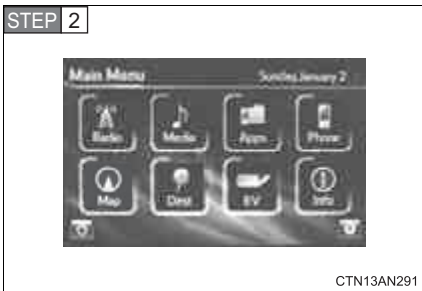 STEP 2
Main Menu Sunday, January 2
Radio Media Apps Phone
Map Dest EV Info
CTN13AN291